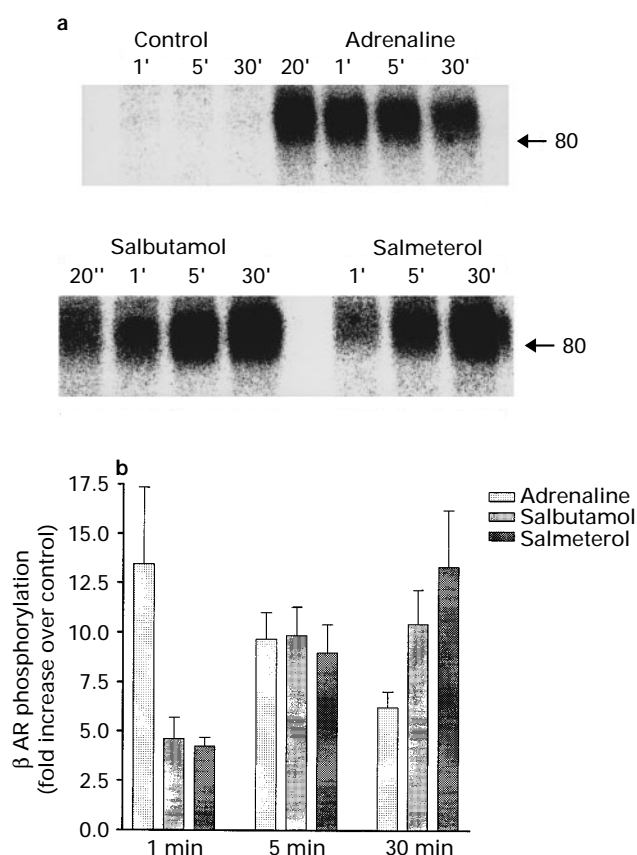 a
Control Adrenaline
1' 5' 30' 20' 1' 5' 30'
80
Salbutamol Salmeterol
20'' 1' 5' 30' 1' 5' 30'
80
b
17.5
15.0
12.5
10.0
7.5
5.0
2.5
0.0
β AR phosphorylation
(fold increase over control)
Adrenaline
Salbutamol
Salmeterol
1 min 5 min 30 min